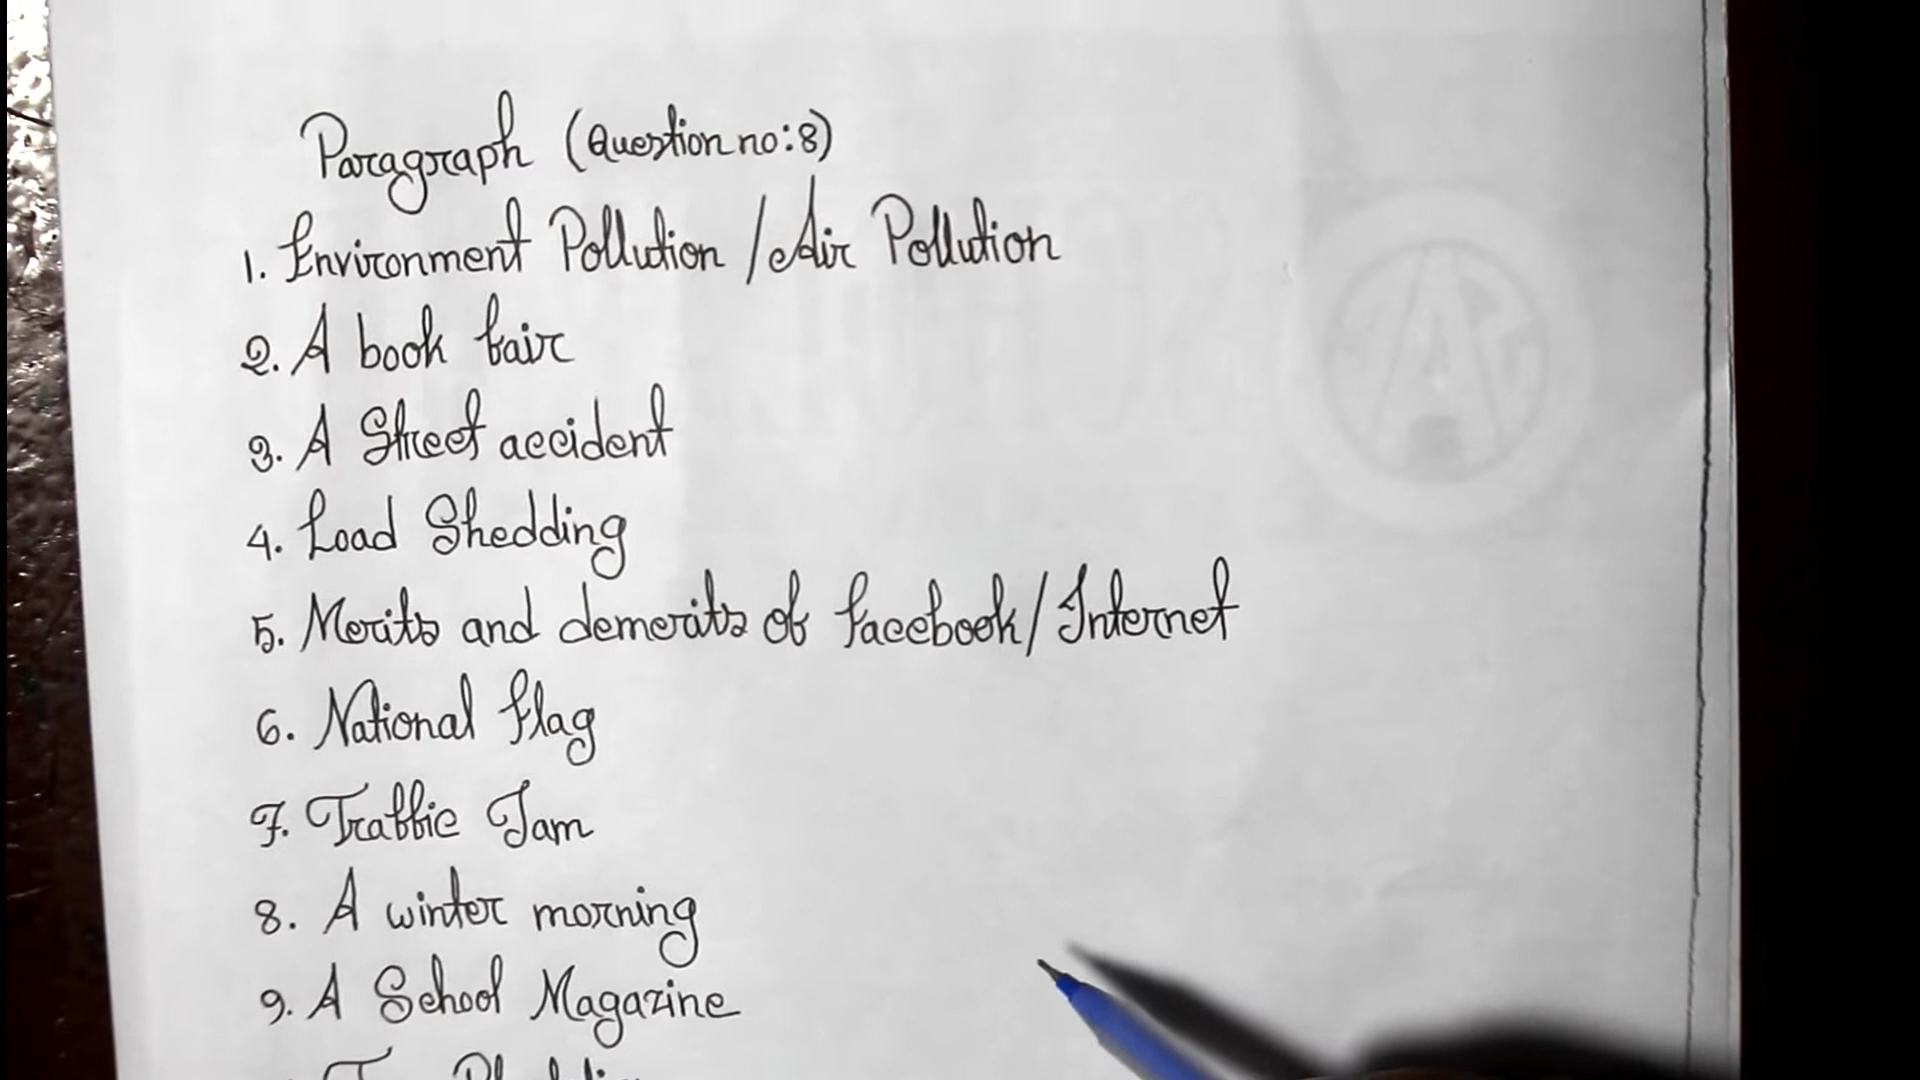 Paragraph (Question no:8)
1. Environment Pollution / Air Pollution
2. A book fair
3. A Street accident
4. Load Shedding
5. Merits and demerits of facebook/Internet
6. National flag
7. Traffic Jam
8. A winter morning
9. A School Magazine